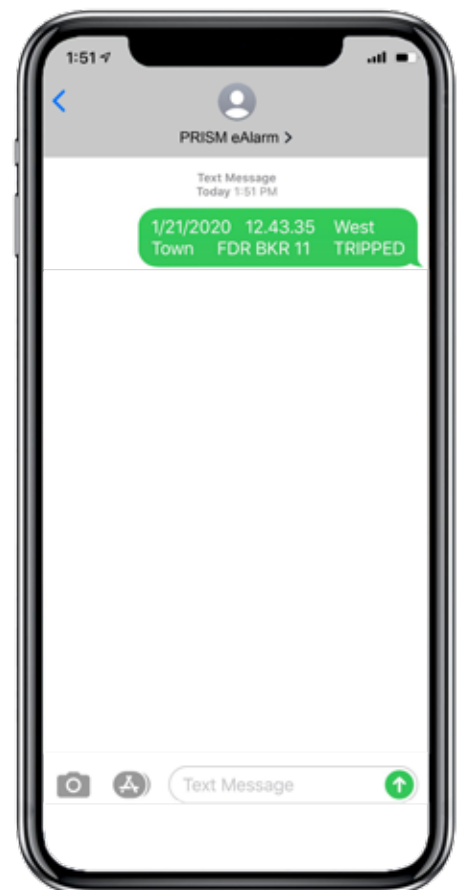 1:51
PRISM eAlarm >
Text Message
Today 1:51 PM
1/21/2020 12.43.35 West
Town FDR BKR 11 TRIPPED
Text Message